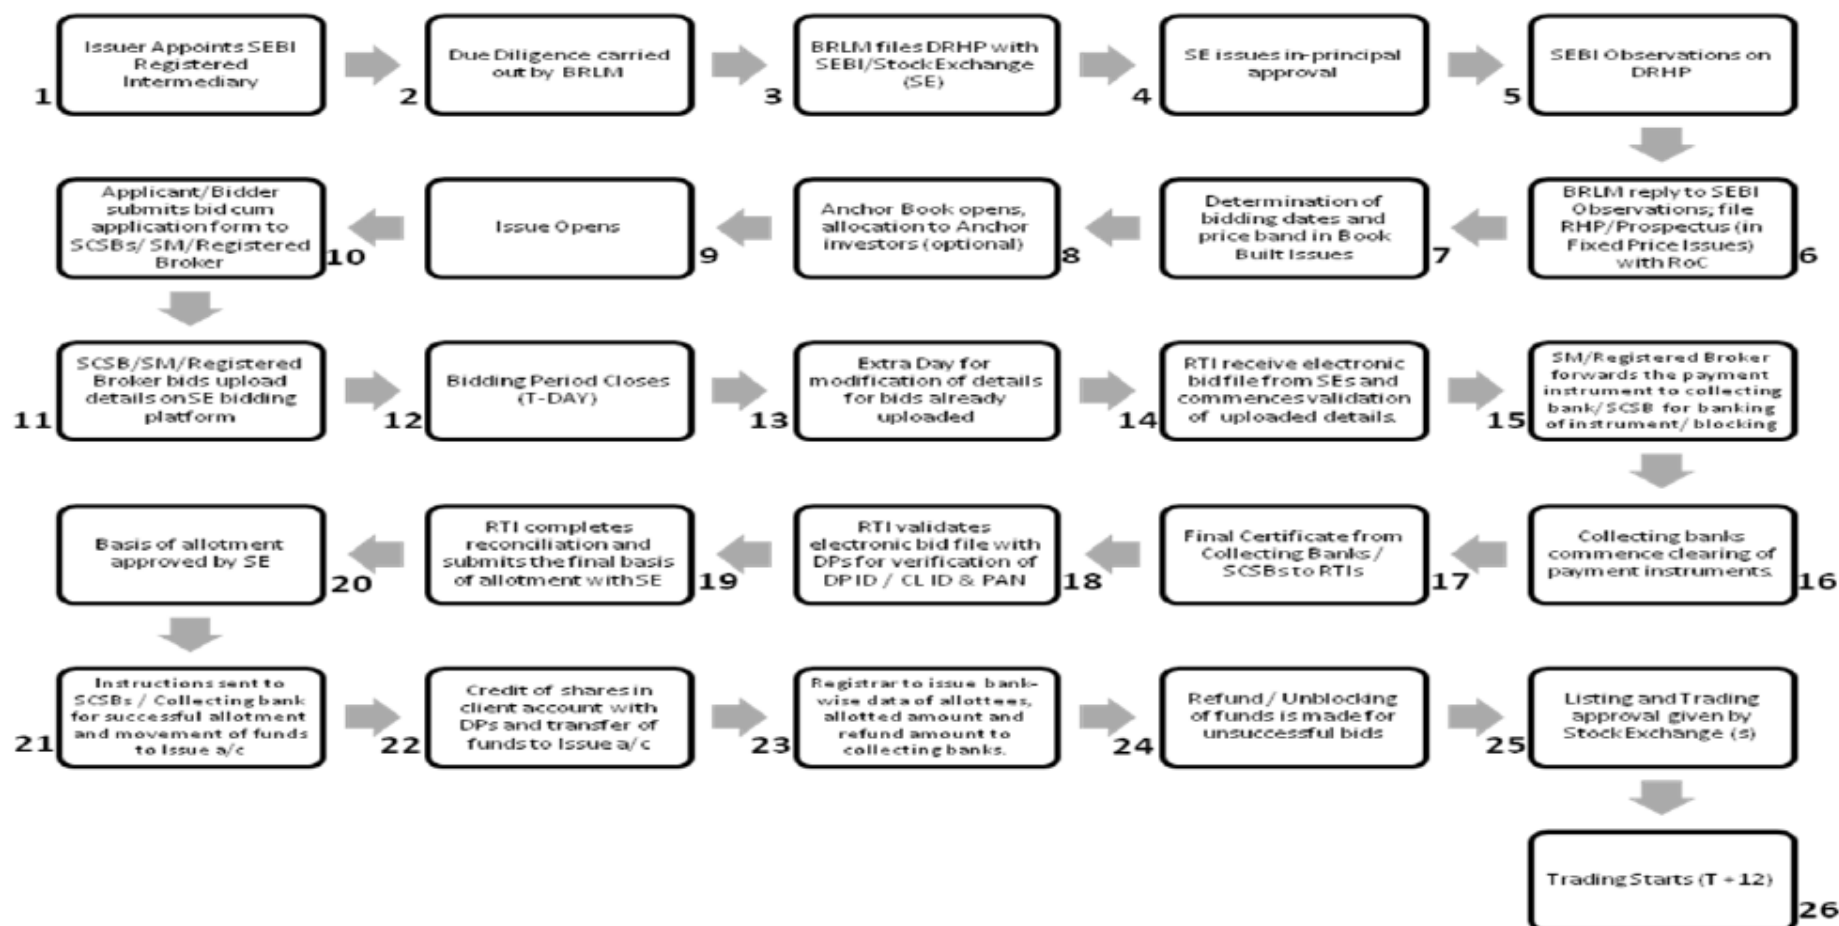 Issuer Appoints SEBI
Registered
Intermediary
1
Due Diligence carried
out by BRLM
2
BRLM files DRHP with
SEBI/Stock Exchange
(SE)
3
SE issues in-principal
approval
4
SEBI Observations on
DRHP
5
BRLM reply to SEBI
Observations; file
RHP/Prospectus (in
Fixed Price Issues)
with RoC
6
Determination of
bidding dates and
price band in Book
Built Issues
7
Anchor Book opens,
allocation to Anchor
investors (optional)
8
Issue Opens
9
Applicant/Bidder
submits bid cum
application form to
SCSBs/ SM/Registered
Broker
10
SCSB/SM/Registered
Broker bids upload
details on SE bidding
platform
11
Bidding Period Closes
(T-DAY)
12
Extra Day for
modification of details
for bids already
uploaded
13
RTI receive electronic
bid file from SEs and
commences validation
of uploaded details.
14
SM/Registered Broker
forwards the payment
instrument to collecting
bank/ SCSB for banking
of instrument/ blocking
15
Collecting banks
commence clearing of
payment instruments.
16
Final Certificate from
Collecting Banks /
SCSBs to RTIs
17
RTI validates
electronic bid file with
DPs for verification of
DP ID / CL ID & PAN
18
RTI completes
reconciliation and
submits the final basis
of allotment with SE
19
Basis of allotment
approved by SE
20
Instructions sent to
SCSBs / Collecting bank
for successful allotment
and movement of funds
to Issue a/c
21
Credit of shares in
client account with
DPs and transfer of
funds to Issue a/c
22
Registrar to issue bank-
wise data of allottees,
allotted amount and
refund amount to
collecting banks.
23
Refund / Unblocking
of funds is made for
unsuccessful bids
24
Listing and Trading
approval given by
Stock Exchange (s)
25
Trading Starts (T + 12)
26